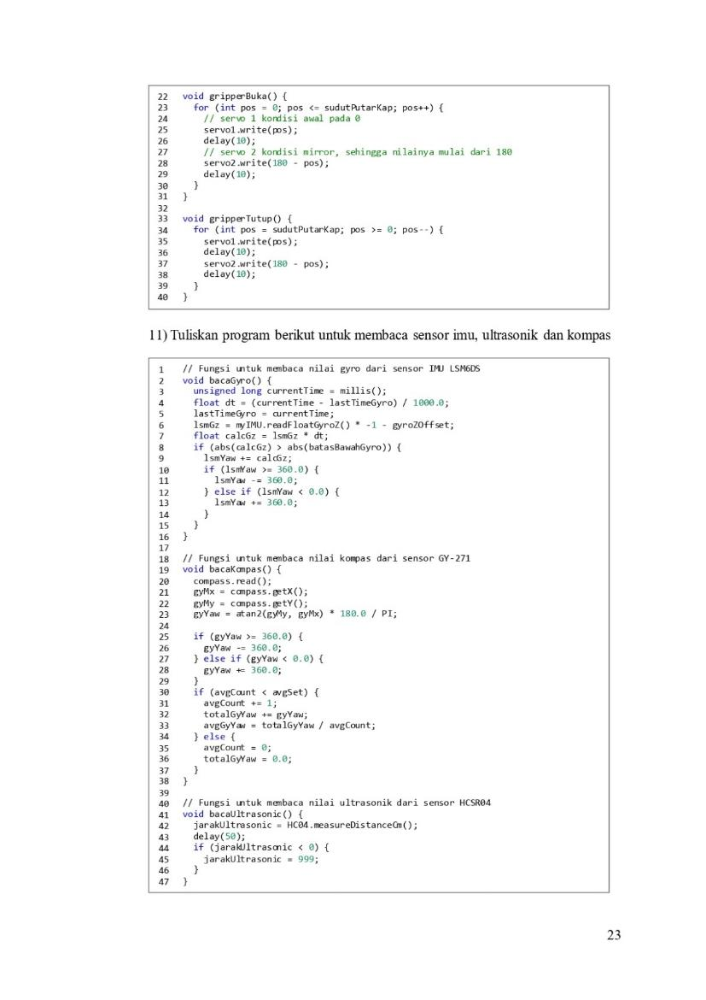 22 void gripperBuka() {
23 for (int pos = 0; pos <= sudutPutarKap; pos++) {
24 // servo 1 kondisi awal pada 0
25 servo1.write(pos);
26 delay(10);
27 // servo 2 kondisi mirror, sehingga nilainya mulai dari 180
28 servo2.write(180 - pos);
29 delay(10);
30 }
31 }
32
33 void gripperTutup() {
34 for (int pos = sudutPutarKap; pos >= 0; pos--) {
35 servo1.write(pos);
36 delay(10);
37 servo2.write(180 - pos);
38 delay(10);
39 }
40 }
11) Tuliskan program berikut untuk membaca sensor imu, ultrasonik dan kompas
1 // Fungsi untuk membaca nilai gyro dari sensor IMU LSM6DS
2 void bacaGyro() {
3 unsigned long currentTime = millis();
4 float dt = (currentTime - lastTimeGyro) / 1000.0;
5 lastTimeGyro = currentTime;
6 lsmGz = myIMU.readFloatGyroZ() * -1 - gyroZOffset;
7 float calcGz = lsmGz * dt;
8 if (abs(calcGz) > abs(batasBawahGyro)) {
9 lsmYaw += calcGz;
10 if (lsmYaw >= 360.0) {
11 lsmYaw -= 360.0;
12 } else if (lsmYaw < 0.0) {
13 lsmYaw += 360.0;
14 }
15 }
16 }
17
18 // Fungsi untuk membaca nilai kompas dari sensor GY-271
19 void bacaKompas() {
20 compass.read();
21 gyMx = compass.getX();
22 gyMy = compass.getY();
23 gyYaw = atan2(gyMy, gyMx) * 180.0 / PI;
24
25 if (gyYaw >= 360.0) {
26 gyYaw -= 360.0;
27 } else if (gyYaw < 0.0) {
28 gyYaw += 360.0;
29 }
30 if (avgCount < avgSet) {
31 avgCount += 1;
32 totalGyYaw += gyYaw;
33 avgGyYaw = totalGyYaw / avgCount;
34 } else {
35 avgCount = 0;
36 totalGyYaw = 0.0;
37 }
38 }
39
40 // Fungsi untuk membaca nilai ultrasonik dari sensor HCSR04
41 void bacaUltrasonic() {
42 jarakUltrasonic = HC04.measureDistanceCm();
43 delay(50);
44 if (jarakUltrasonic < 0) {
45 jarakUltrasonic = 999;
46 }
47 }
23